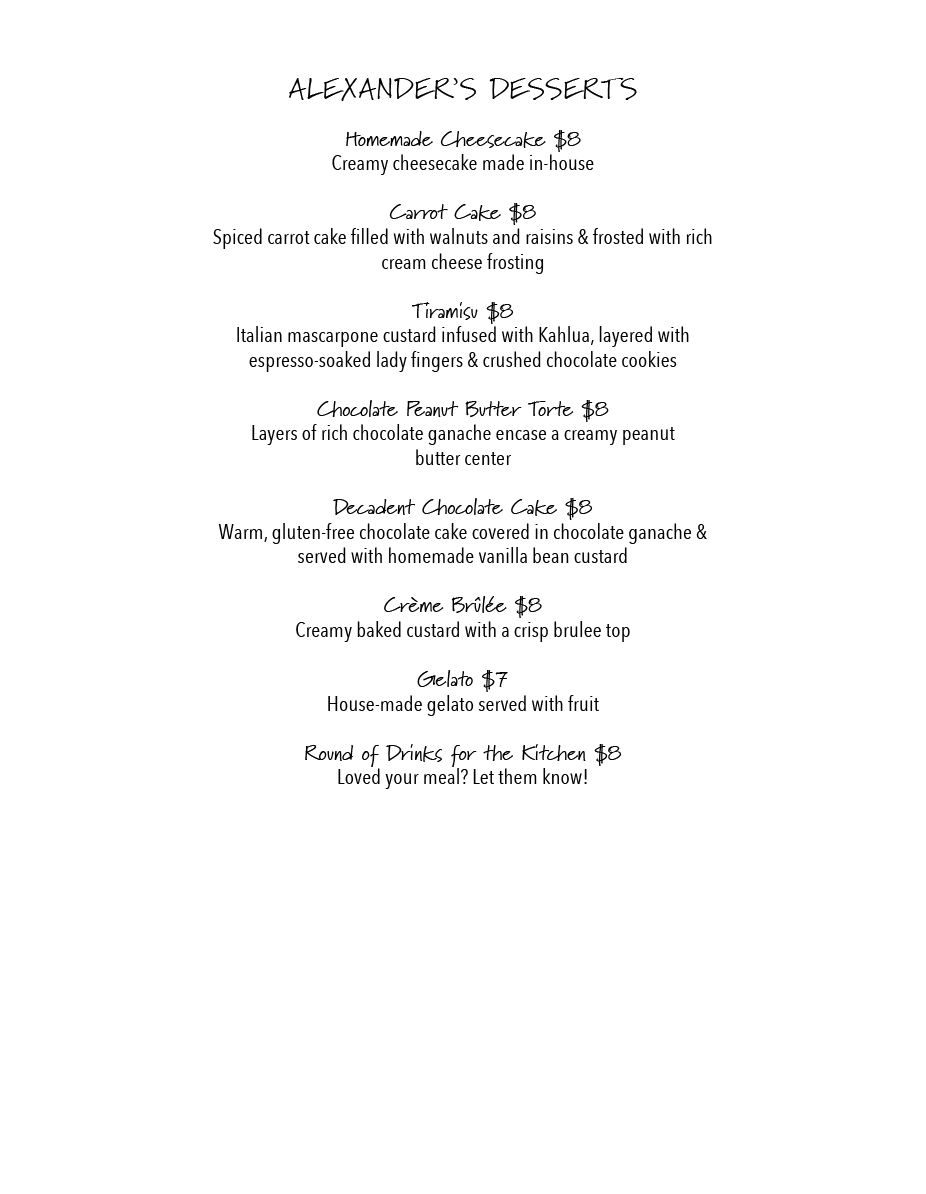 ALEXANDER'S DESSERTS
Homemade Cheesecake $8
Creamy cheesecake made in-house
Carrot Cake $8
Spiced carrot cake filled with walnuts and raisins & frosted with rich
cream cheese frosting
Tiramisu $8
Italian mascarpone custard infused with Kahlua, layered with
espresso-soaked lady fingers & crushed chocolate cookies
Chocolate Peanut Butter Torte $8
Layers of rich chocolate ganache encase a creamy peanut
butter center
Decadent Chocolate Cake $8
Warm, gluten-free chocolate cake covered in chocolate ganache &
served with homemade vanilla bean custard
Crème Brûlée $8
Creamy baked custard with a crisp brulee top
Gelato $7
House-made gelato served with fruit
Round of Drinks for the Kitchen $8
Loved your meal? Let them know!